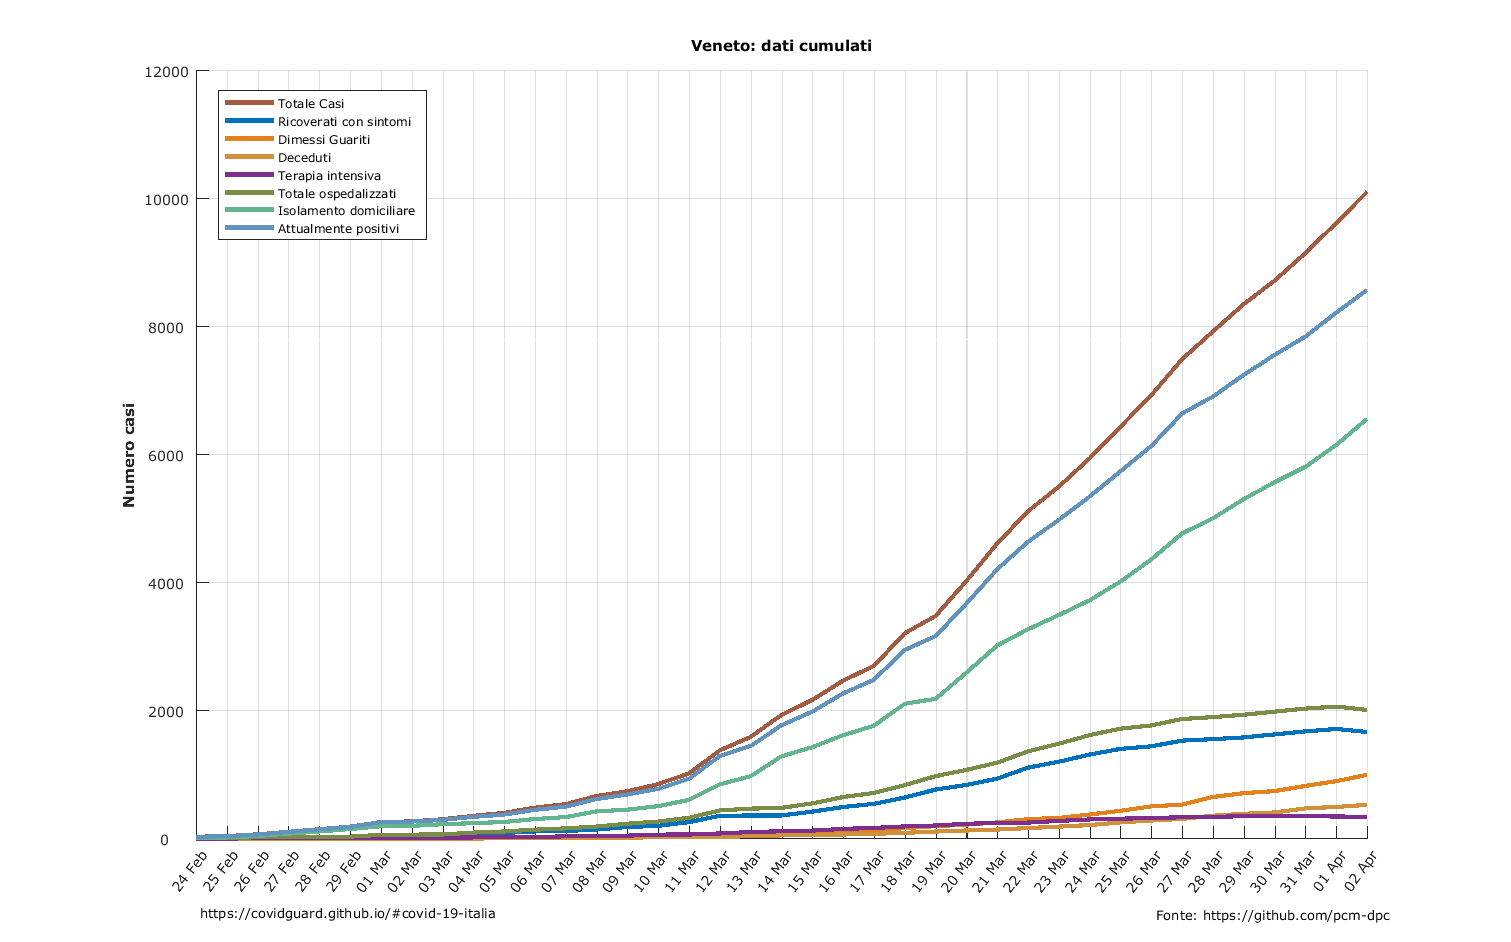 Veneto: dati cumulati
12000
10000
8000
6000
4000
2000
0
Numero casi
Totale Casi
Ricoverati con sintomi
Dimessi Guariti
Deceduti
Terapia intensiva
Totale ospedalizzati
Isolamento domiciliare
Attualmente positivi
24 Feb
25 Feb
26 Feb
27 Feb
28 Feb
29 Feb
01 Mar
02 Mar
03 Mar
04 Mar
05 Mar
06 Mar
07 Mar
08 Mar
09 Mar
10 Mar
11 Mar
12 Mar
13 Mar
14 Mar
15 Mar
16 Mar
17 Mar
18 Mar
19 Mar
20 Mar
21 Mar
22 Mar
23 Mar
24 Mar
25 Mar
26 Mar
27 Mar
28 Mar
29 Mar
30 Mar
31 Mar
01 Apr
02 Apr
https://covidguard.github.io/#covid-19-italia
Fonte: https://github.com/pcm-dpc